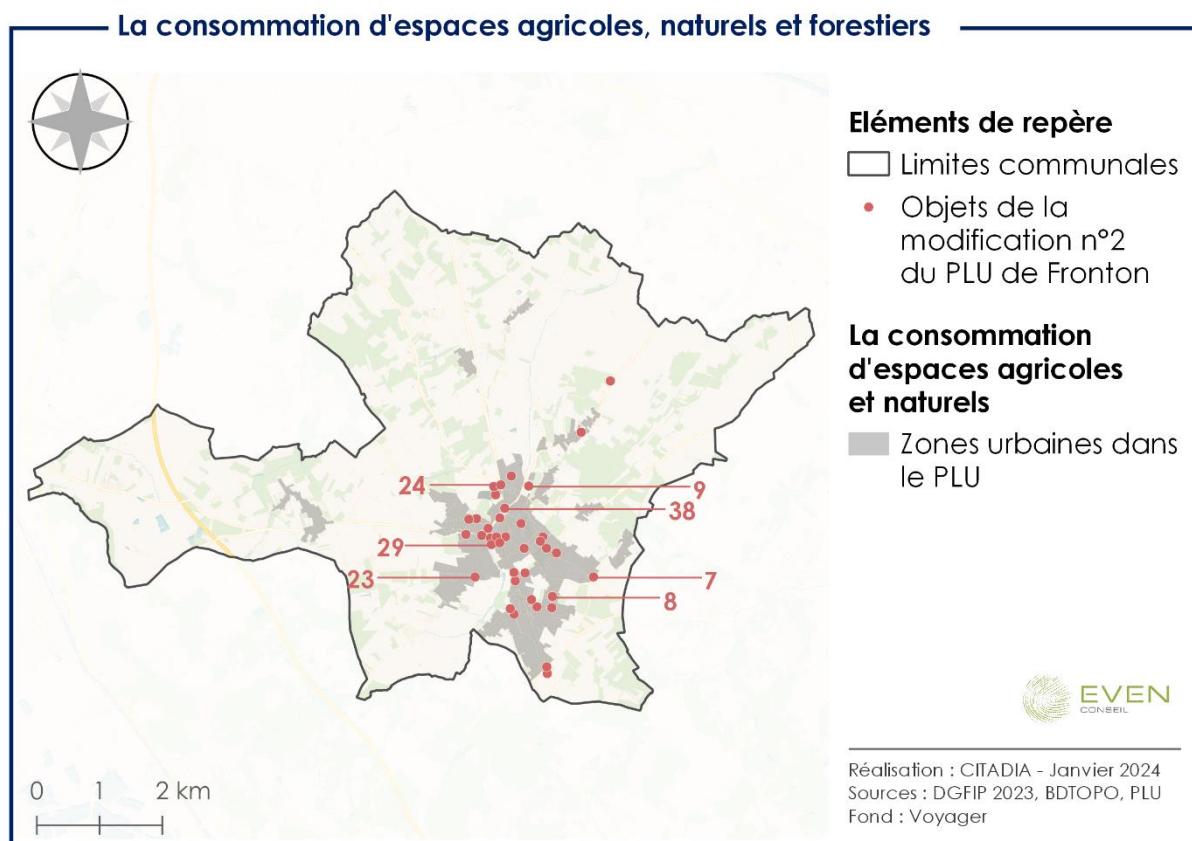 La consommation d'espaces agricoles, naturels et forestiers
Eléments de repère
Limites communales
Objets de la
modification n°2
du PLU de Fronton
La consommation
d'espaces agricoles
et naturels
Zones urbaines dans
le PLU
24
9
38
29
23
7
8
EVEN
CONSEIL
0 1 2 km
Réalisation : CITADIA - Janvier 2024
Sources : DGFIP 2023, BDTOPO, PLU
Fond : Voyager